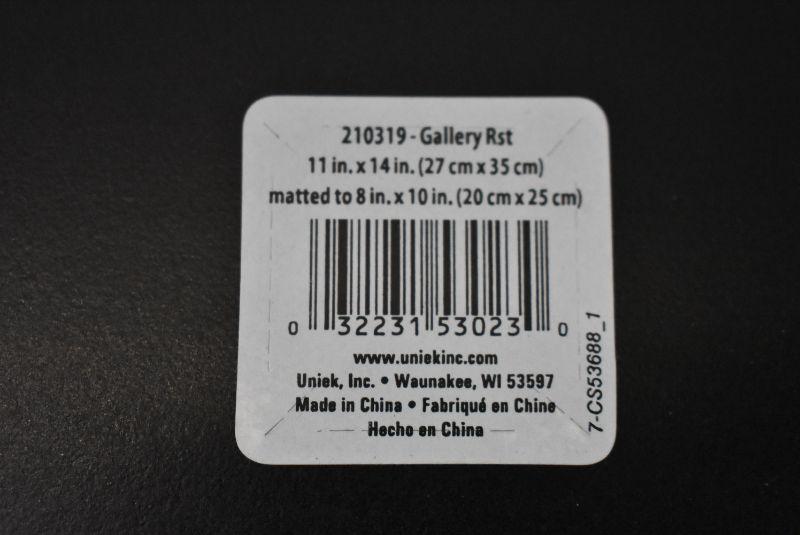 210319 - Gallery Rst
11 in. x 14 in. (27 cm x 35 cm)
matted to 8 in. x 10 in. (20 cm x 25 cm)
0 32231 53023 0
www.uniekinc.com
Uniek, Inc. • Waunakee, WI 53597
Made in China • Fabriqué en Chine
Hecho en China
7-CS53688_1